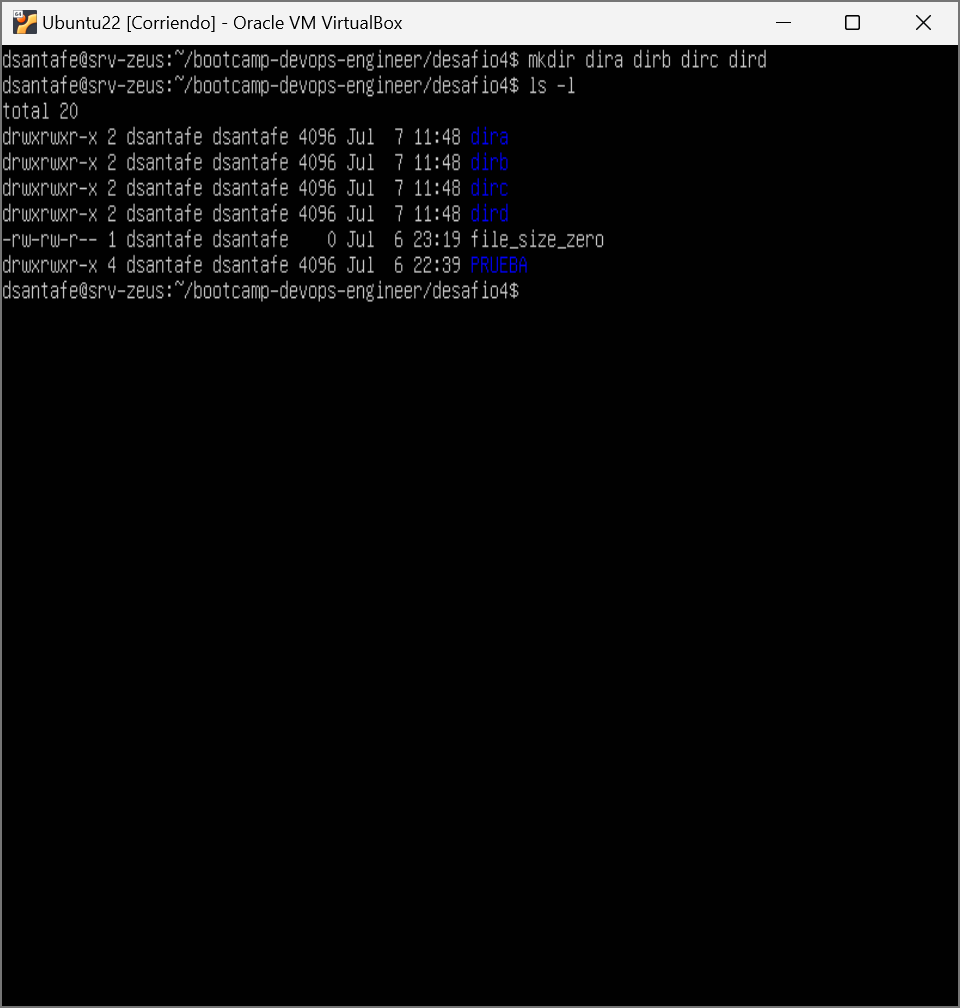 Ubuntu22 [Corriendo] - Oracle VM VirtualBox
dsantafe@srv-zeus:~/bootcamp-devops-engineer/desafio4$ mkdir dira dirb dirc dird
dsantafe@srv-zeus:~/bootcamp-devops-engineer/desafio4$ ls -l
total 20
drwxrwxr-x 2 dsantafe dsantafe 4096 Jul  7 11:48 dira
drwxrwxr-x 2 dsantafe dsantafe 4096 Jul  7 11:48 dirb
drwxrwxr-x 2 dsantafe dsantafe 4096 Jul  7 11:48 dirc
drwxrwxr-x 2 dsantafe dsantafe 4096 Jul  7 11:48 dird
-rw-rw-r-- 1 dsantafe dsantafe    0 Jul  6 23:19 file_size_zero
drwxrwxr-x 4 dsantafe dsantafe 4096 Jul  6 22:39 PRUEBA
dsantafe@srv-zeus:~/bootcamp-devops-engineer/desafio4$